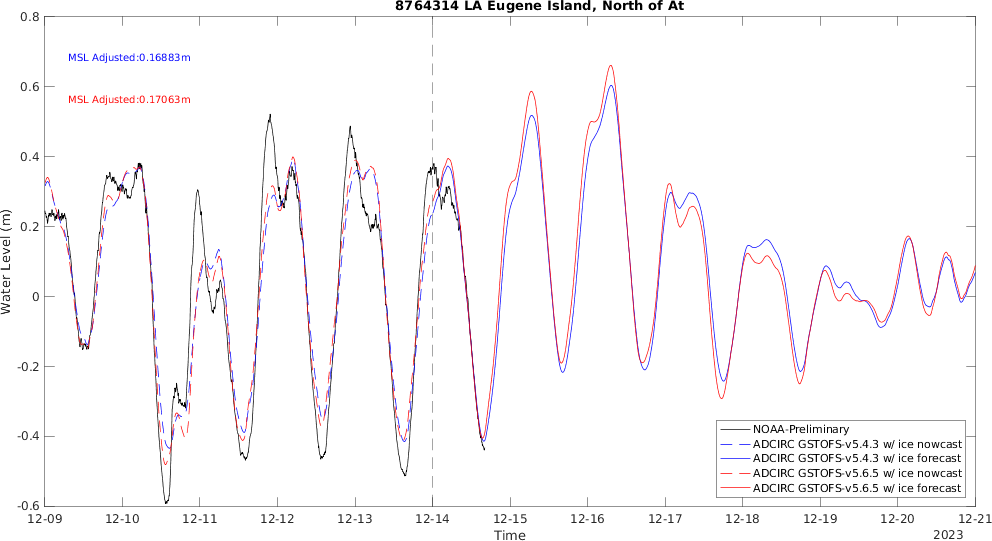 8764314 LA Eugene Island, North of At
MSL Adjusted:0.16883m
MSL Adjusted:0.17063m
Water Level (m)
0.8
0.6
0.4
0.2
0
-0.2
-0.4
-0.6
NOAA-Preliminary
ADCIRC GSTOFS-v5.4.3 w/ ice nowcast
ADCIRC GSTOFS-v5.4.3 w/ ice forecast
ADCIRC GSTOFS-v5.6.5 w/ ice nowcast
ADCIRC GSTOFS-v5.6.5 w/ ice forecast
12-09 12-10 12-11 12-12 12-13 12-14 12-15 12-16 12-17 12-18 12-19 12-20 12-21
Time
2023